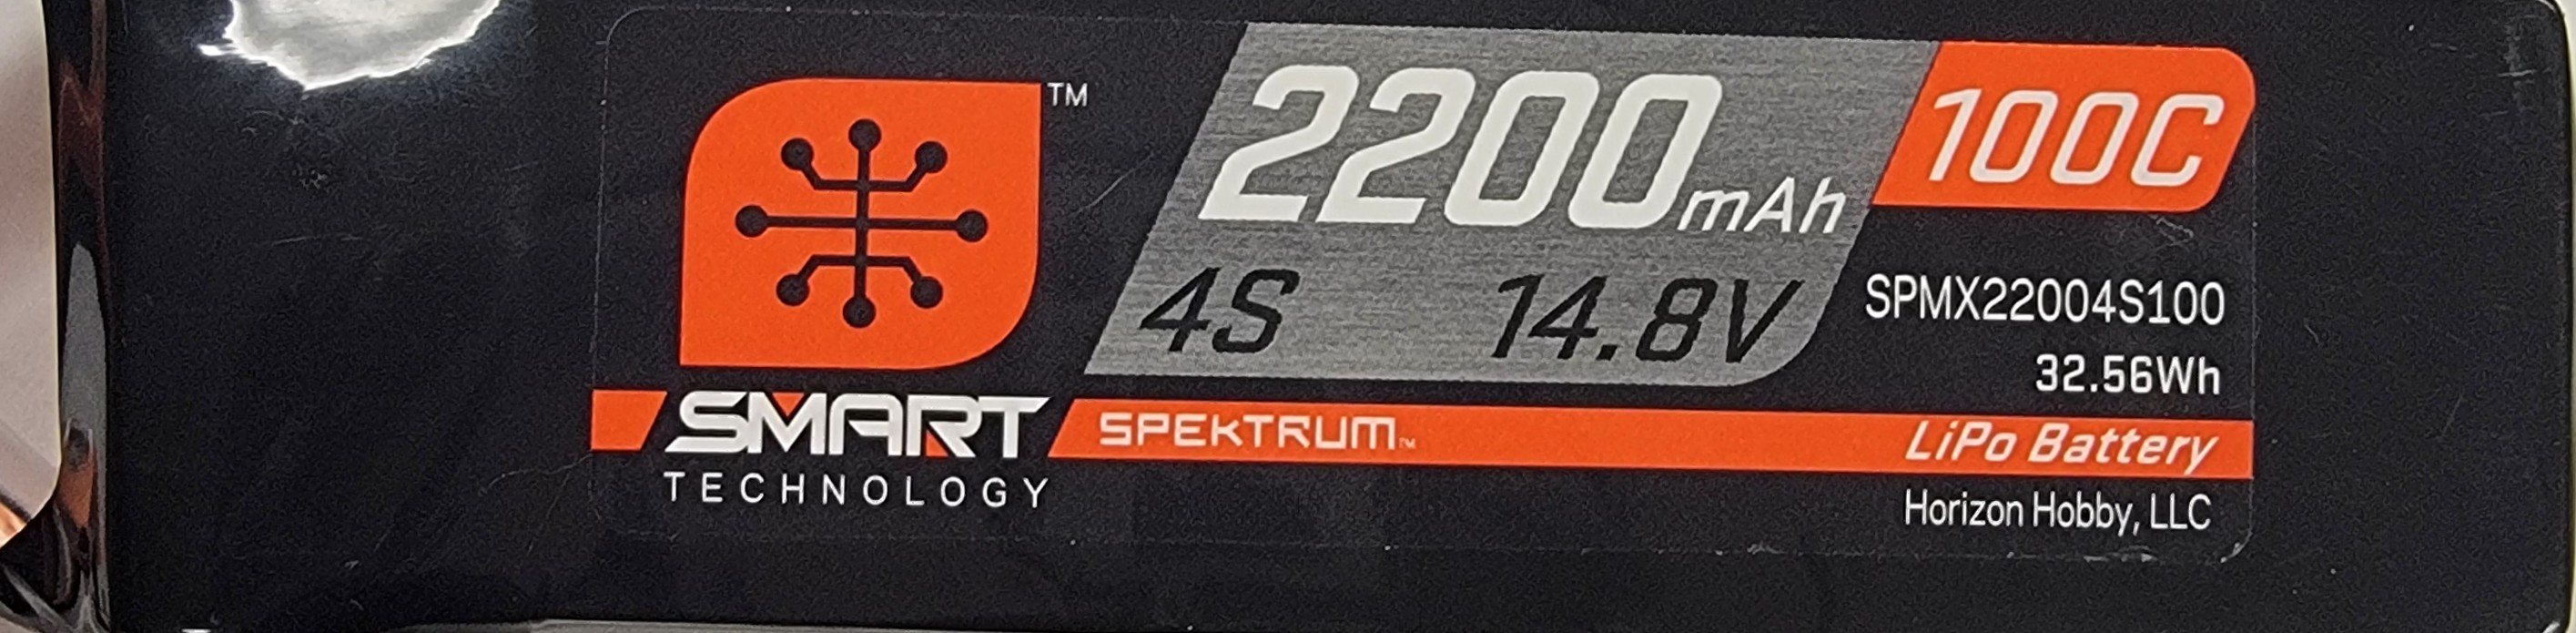 TM
2200mAh
100C
4S 14.8V
SPMX22004S100
32.56Wh
SMART
TECHNOLOGY
SPEKTRUM™
LiPo Battery
Horizon Hobby, LLC